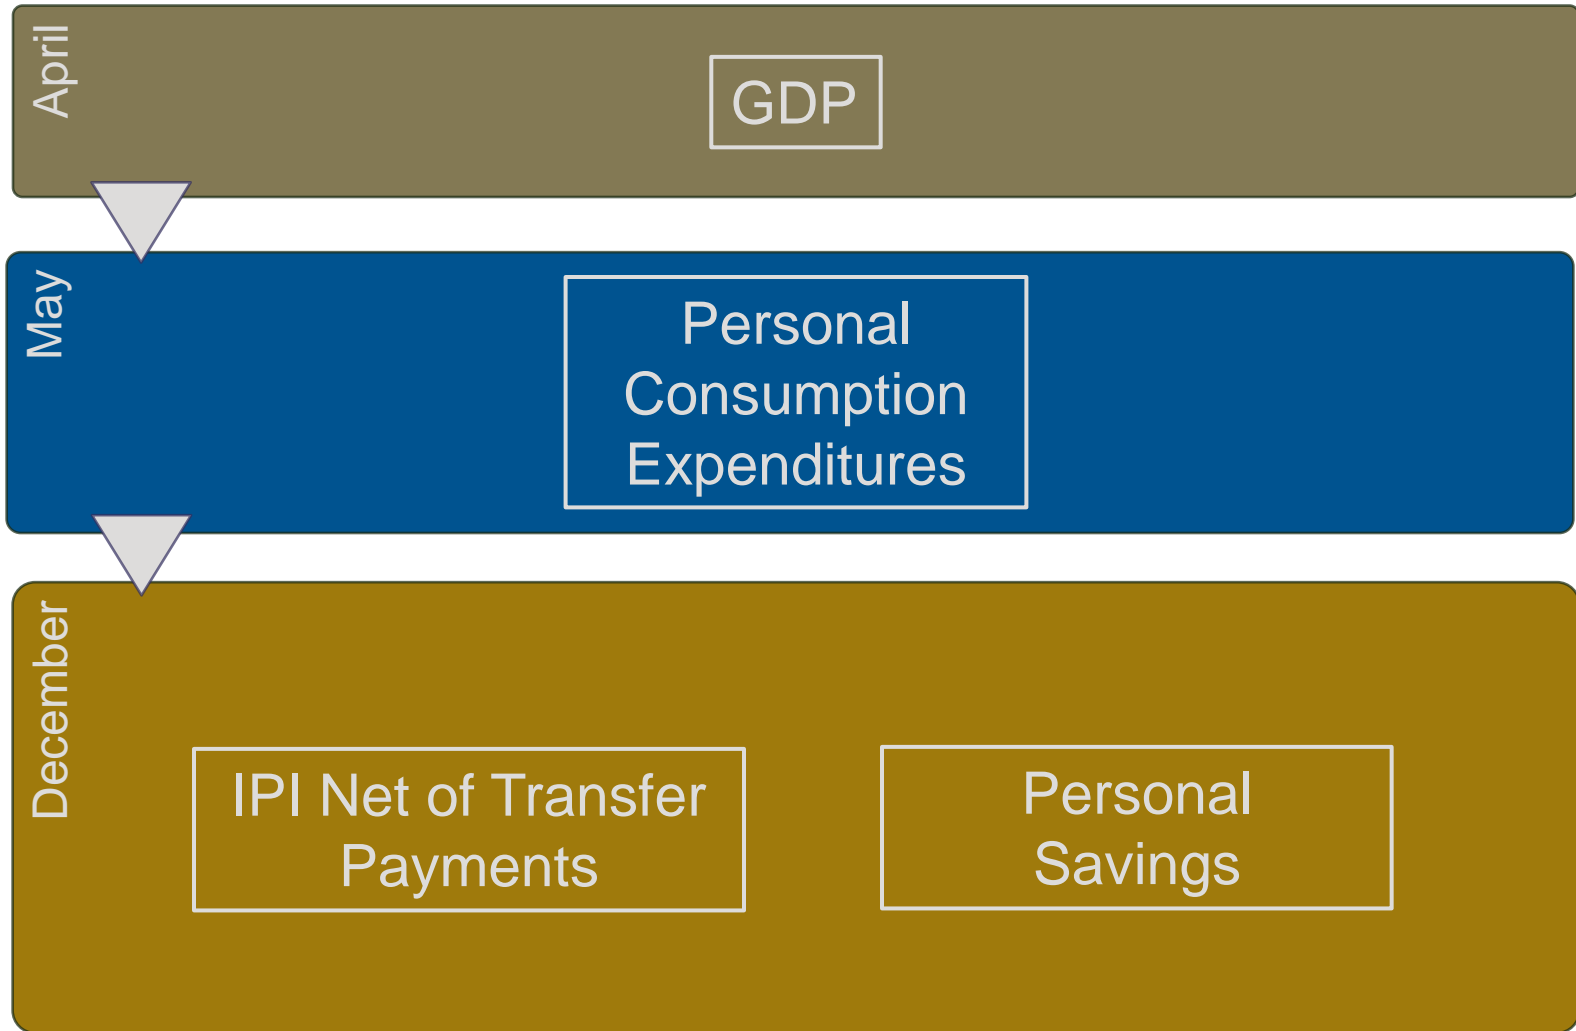 April
GDP
May
Personal
Consumption
Expenditures
December
IPI Net of Transfer
Payments
Personal
Savings